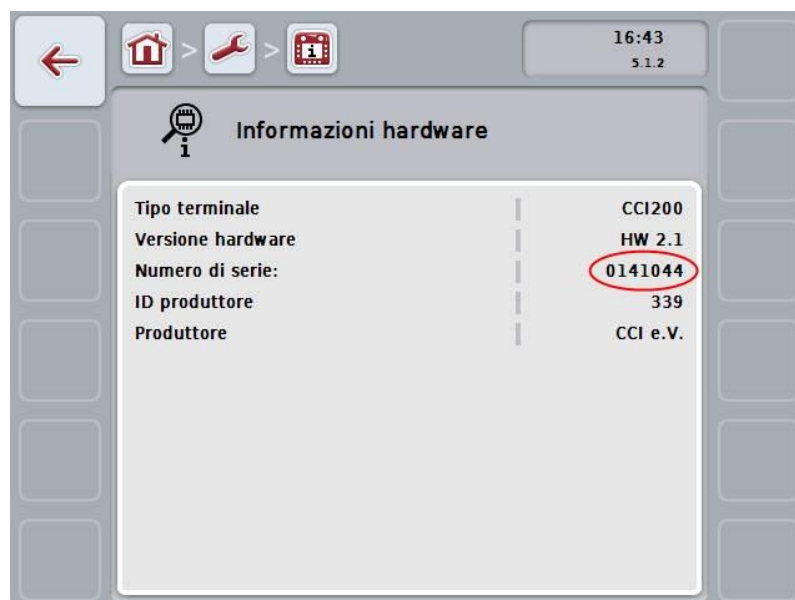 > >
16:43
5.1.2
Informazioni hardware
Tipo terminale CCI200
Versione hardware HW 2.1
Numero di serie: 0141044
ID produttore 339
Produttore CCI e.V.